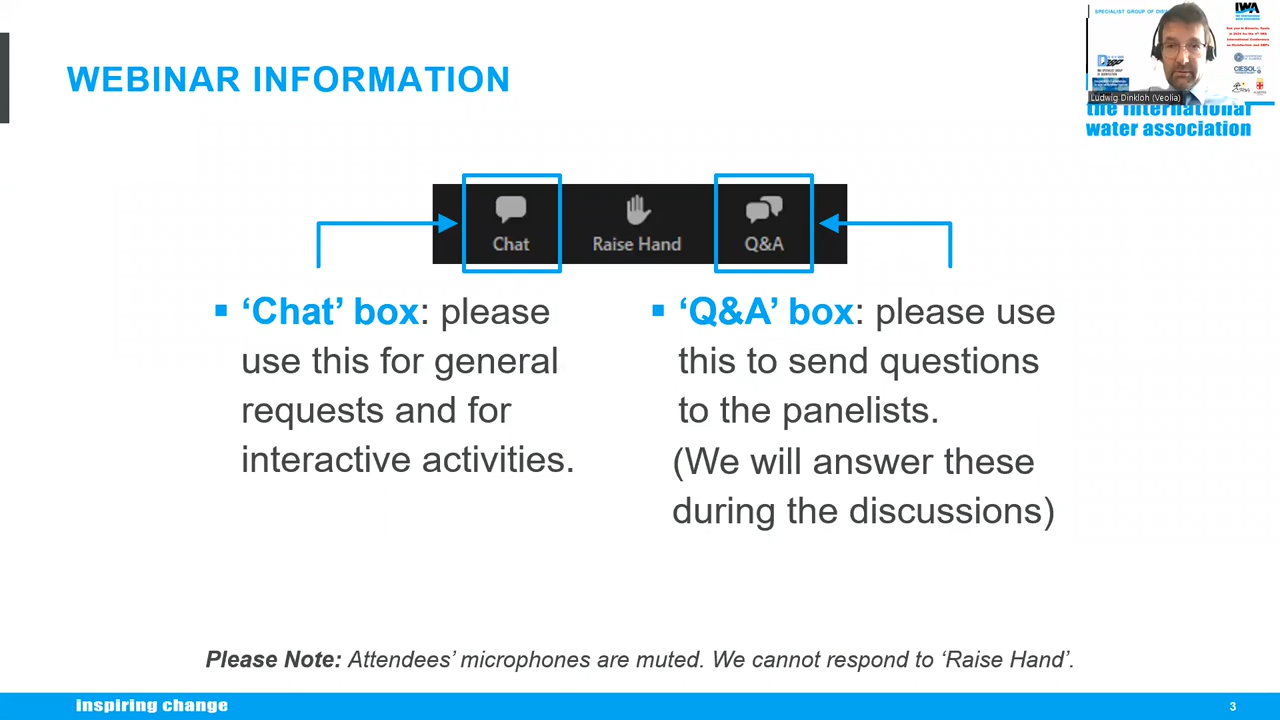 WEBINAR INFORMATION
SPECIALIST GROUP OF
IWA
Ludwig Dinkloh (Veolia)
the international
water association
Chat
Raise Hand
Q&A
▪ ‘Chat’ box: please
use this for general
requests and for
interactive activities.
▪ ‘Q&A’ box: please use
this to send questions
to the panelists.
(We will answer these
during the discussions)
Please Note: Attendees’ microphones are muted. We cannot respond to ‘Raise Hand’.
inspiring change
3